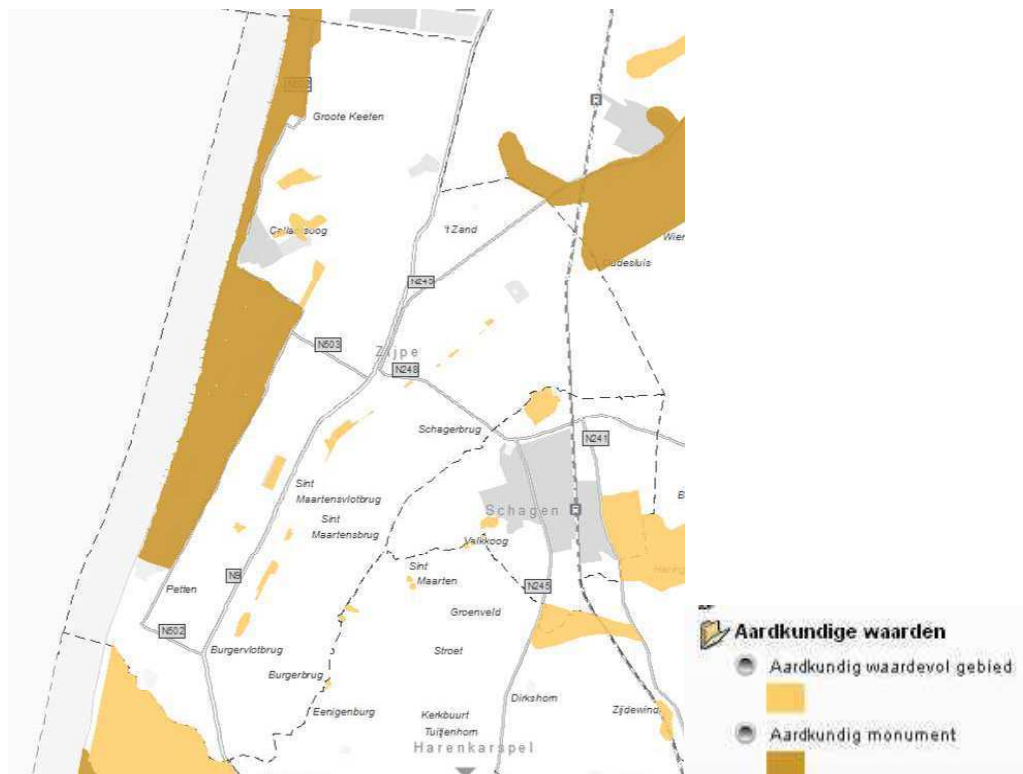 Groote Keeten
't Zand
Oudesluis
N503
Zijpe
N248
Schagerbrug
N241
Sint
Maartensvlotbrug
Sint
Maartensbrug
Schagen
Valkkoog
Sint
Maarten
N9
Petten
N245
Groenveld
N502
Burgervlotbrug
Stroet
Burgerbrug
Eenigenburg
Dirkshorn
Kerkbuurt
Tuitjenhorn
Zijdewind
Harenkarspel
Aardkundige waarden
Aardkundig waardevol gebied
Aardkundig monument